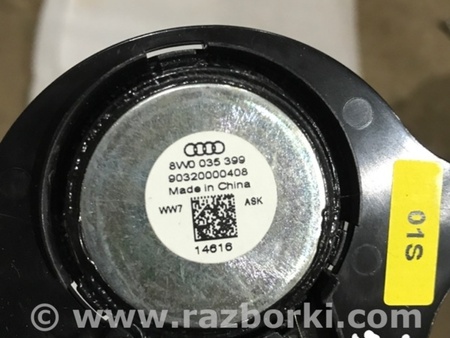 8W0 035 399
90320000408
Made in China
WW7 ASK
14616
01S
© www.razborki.com